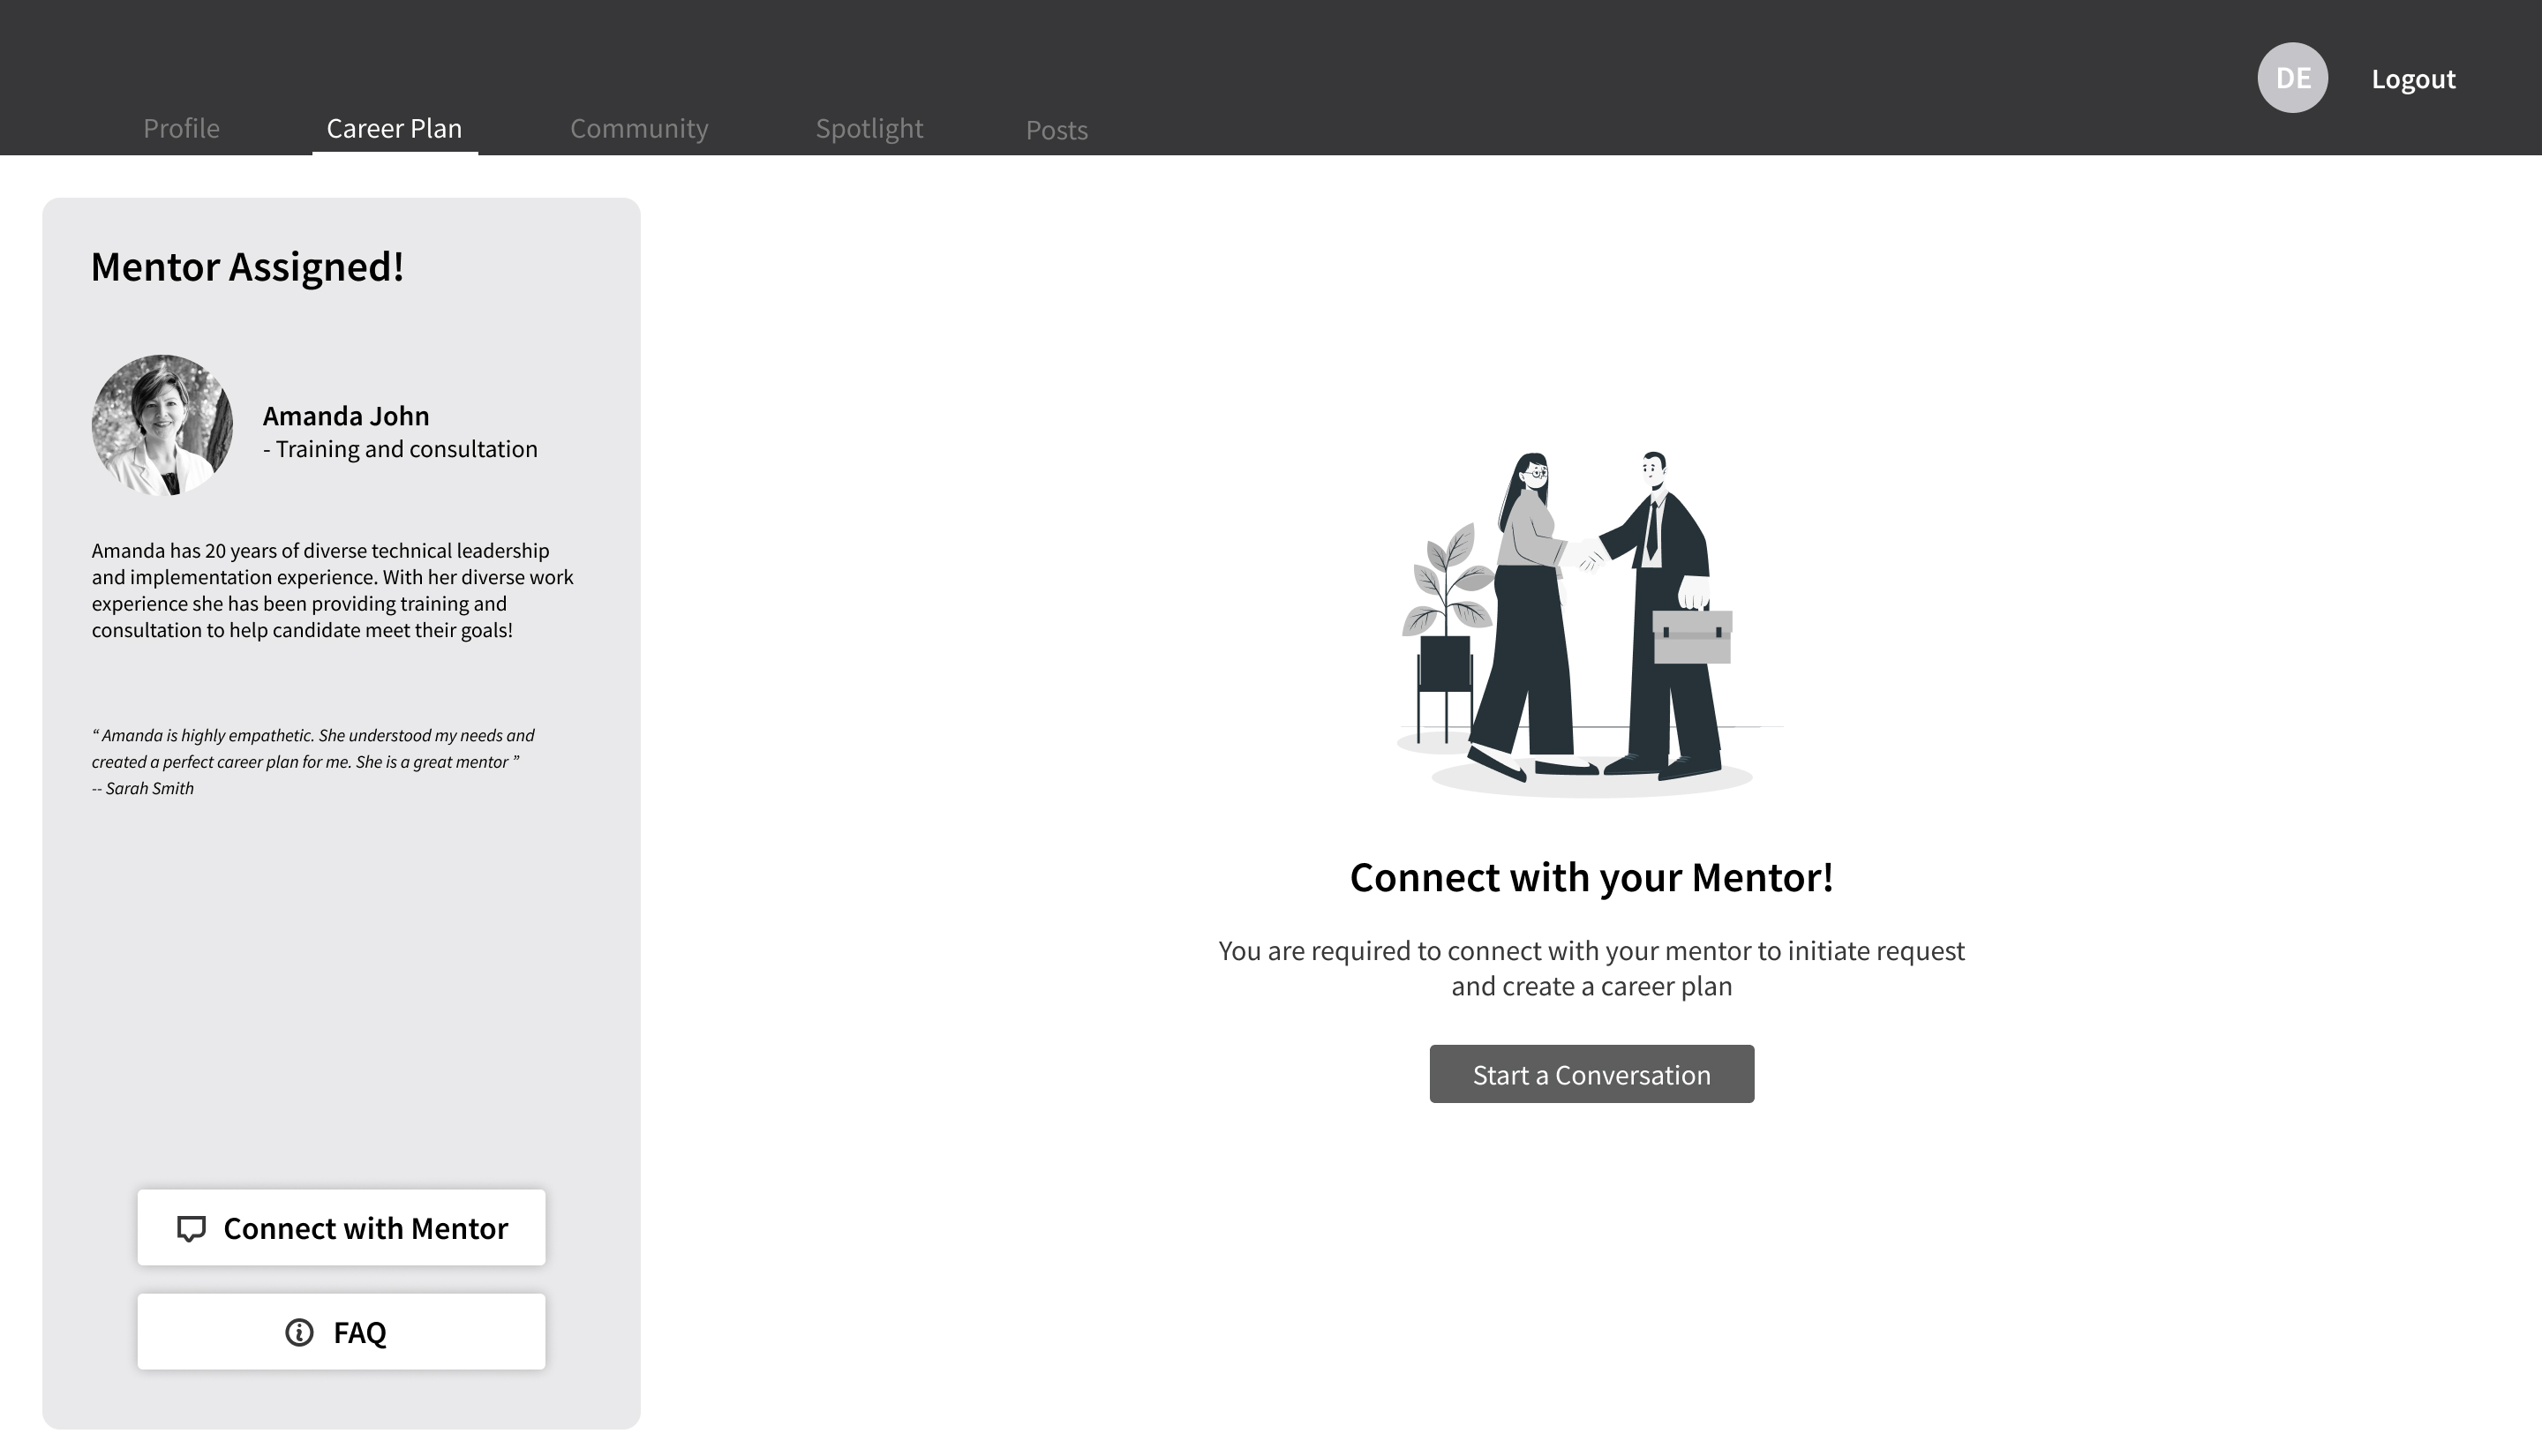 DE
Logout
Profile
Career Plan
Community
Spotlight
Posts
Mentor Assigned!
Amanda John
- Training and consultation
Amanda has 20 years of diverse technical leadership
and implementation experience. With her diverse work
experience she has been providing training and
consultation to help candidate meet their goals!
“ Amanda is highly empathetic. She understood my needs and
created a perfect career plan for me. She is a great mentor ”
-- Sarah Smith
Connect with Mentor
FAQ
Connect with your Mentor!
You are required to connect with your mentor to initiate request
and create a career plan
Start a Conversation